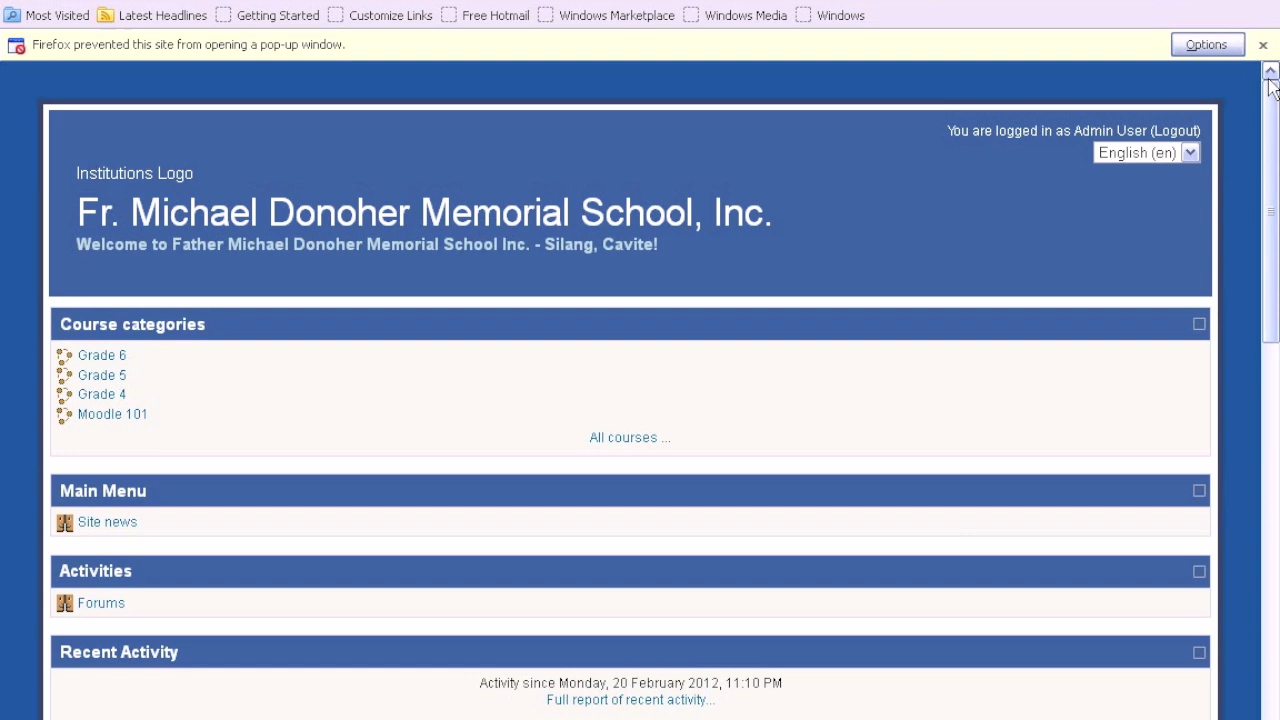 Most Visited Latest Headlines Getting Started Customize Links Free Hotmail Windows Marketplace Windows Media Windows
Firefox prevented this site from opening a pop-up window. Options
You are logged in as Admin User (Logout)
English (en)
Institutions Logo
Fr. Michael Donoher Memorial School, Inc.
Welcome to Father Michael Donoher Memorial School Inc. - Silang, Cavite!
Course categories
Grade 6
Grade 5
Grade 4
Moodle 101
All courses ...
Main Menu
Site news
Activities
Forums
Recent Activity
Activity since Monday, 20 February 2012, 11:10 PM
Full report of recent activity...